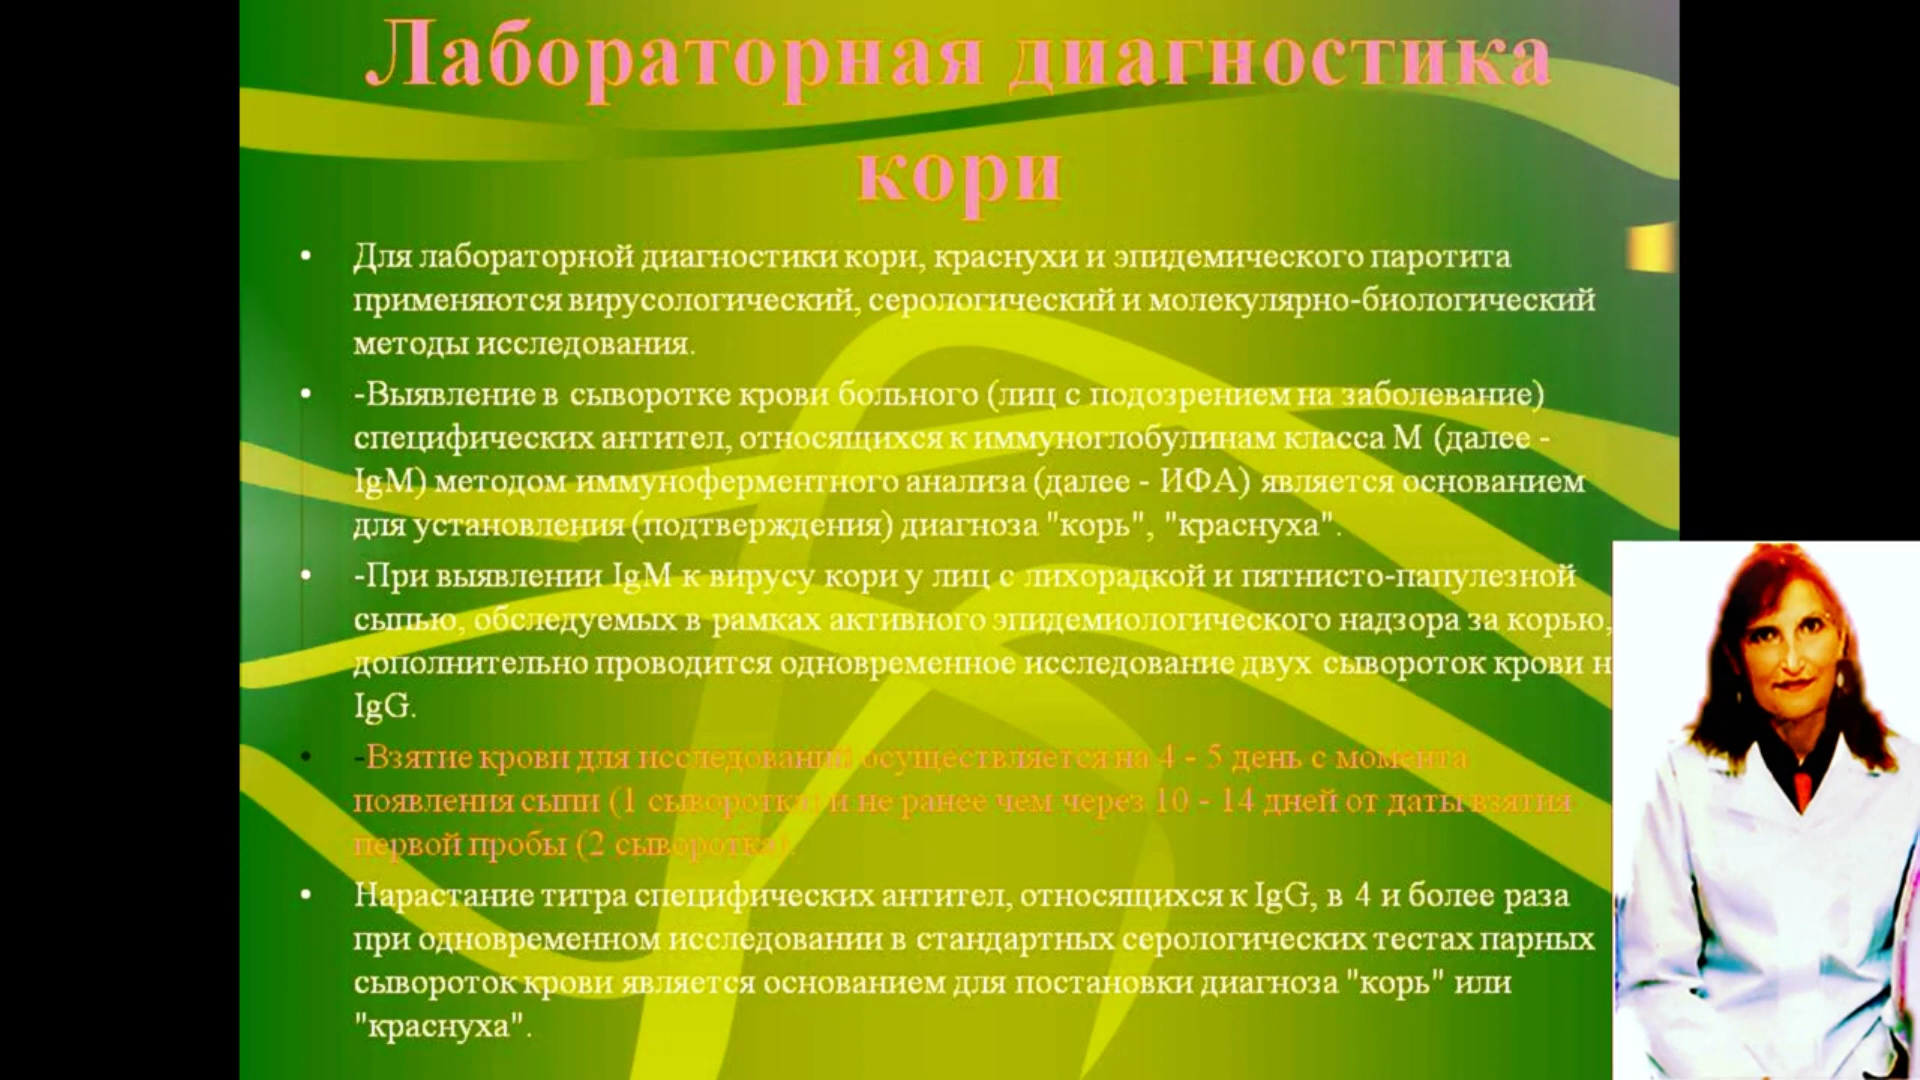 Лабораторная диагностика
кори
• Для лабораторной диагностики кори, краснухи и эпидемического паротита
применяются вирусологический, серологический и молекулярно-биологический
методы исследования.
• -Выявление в сыворотке крови больного (лиц с подозрением на заболевание)
специфических антител, относящихся к иммуноглобулинам класса М (далее -
IgM) методом иммуноферментного анализа (далее - ИФА) является основанием
для установления (подтверждения) диагноза "корь", "краснуха".
• -При выявлении IgM к вирусу кори у лиц с лихорадкой и пятнисто-папулезной
сыпью, обследуемых в рамках активного эпидемиологического надзора за корью,
дополнительно проводится одновременное исследование двух сывороток крови н
IgG.
• -Взятие крови для исследований осуществляется на 4 - 5 день с момента
появления сыпи (1 сыворотка) и не ранее чем через 10 - 14 дней от даты взятия
первой пробы (2 сыворотка).
• Нарастание титра специфических антител, относящихся к IgG, в 4 и более раза
при одновременном исследовании в стандартных серологических тестах парных
сывороток крови является основанием для постановки диагноза "корь" или
"краснуха".